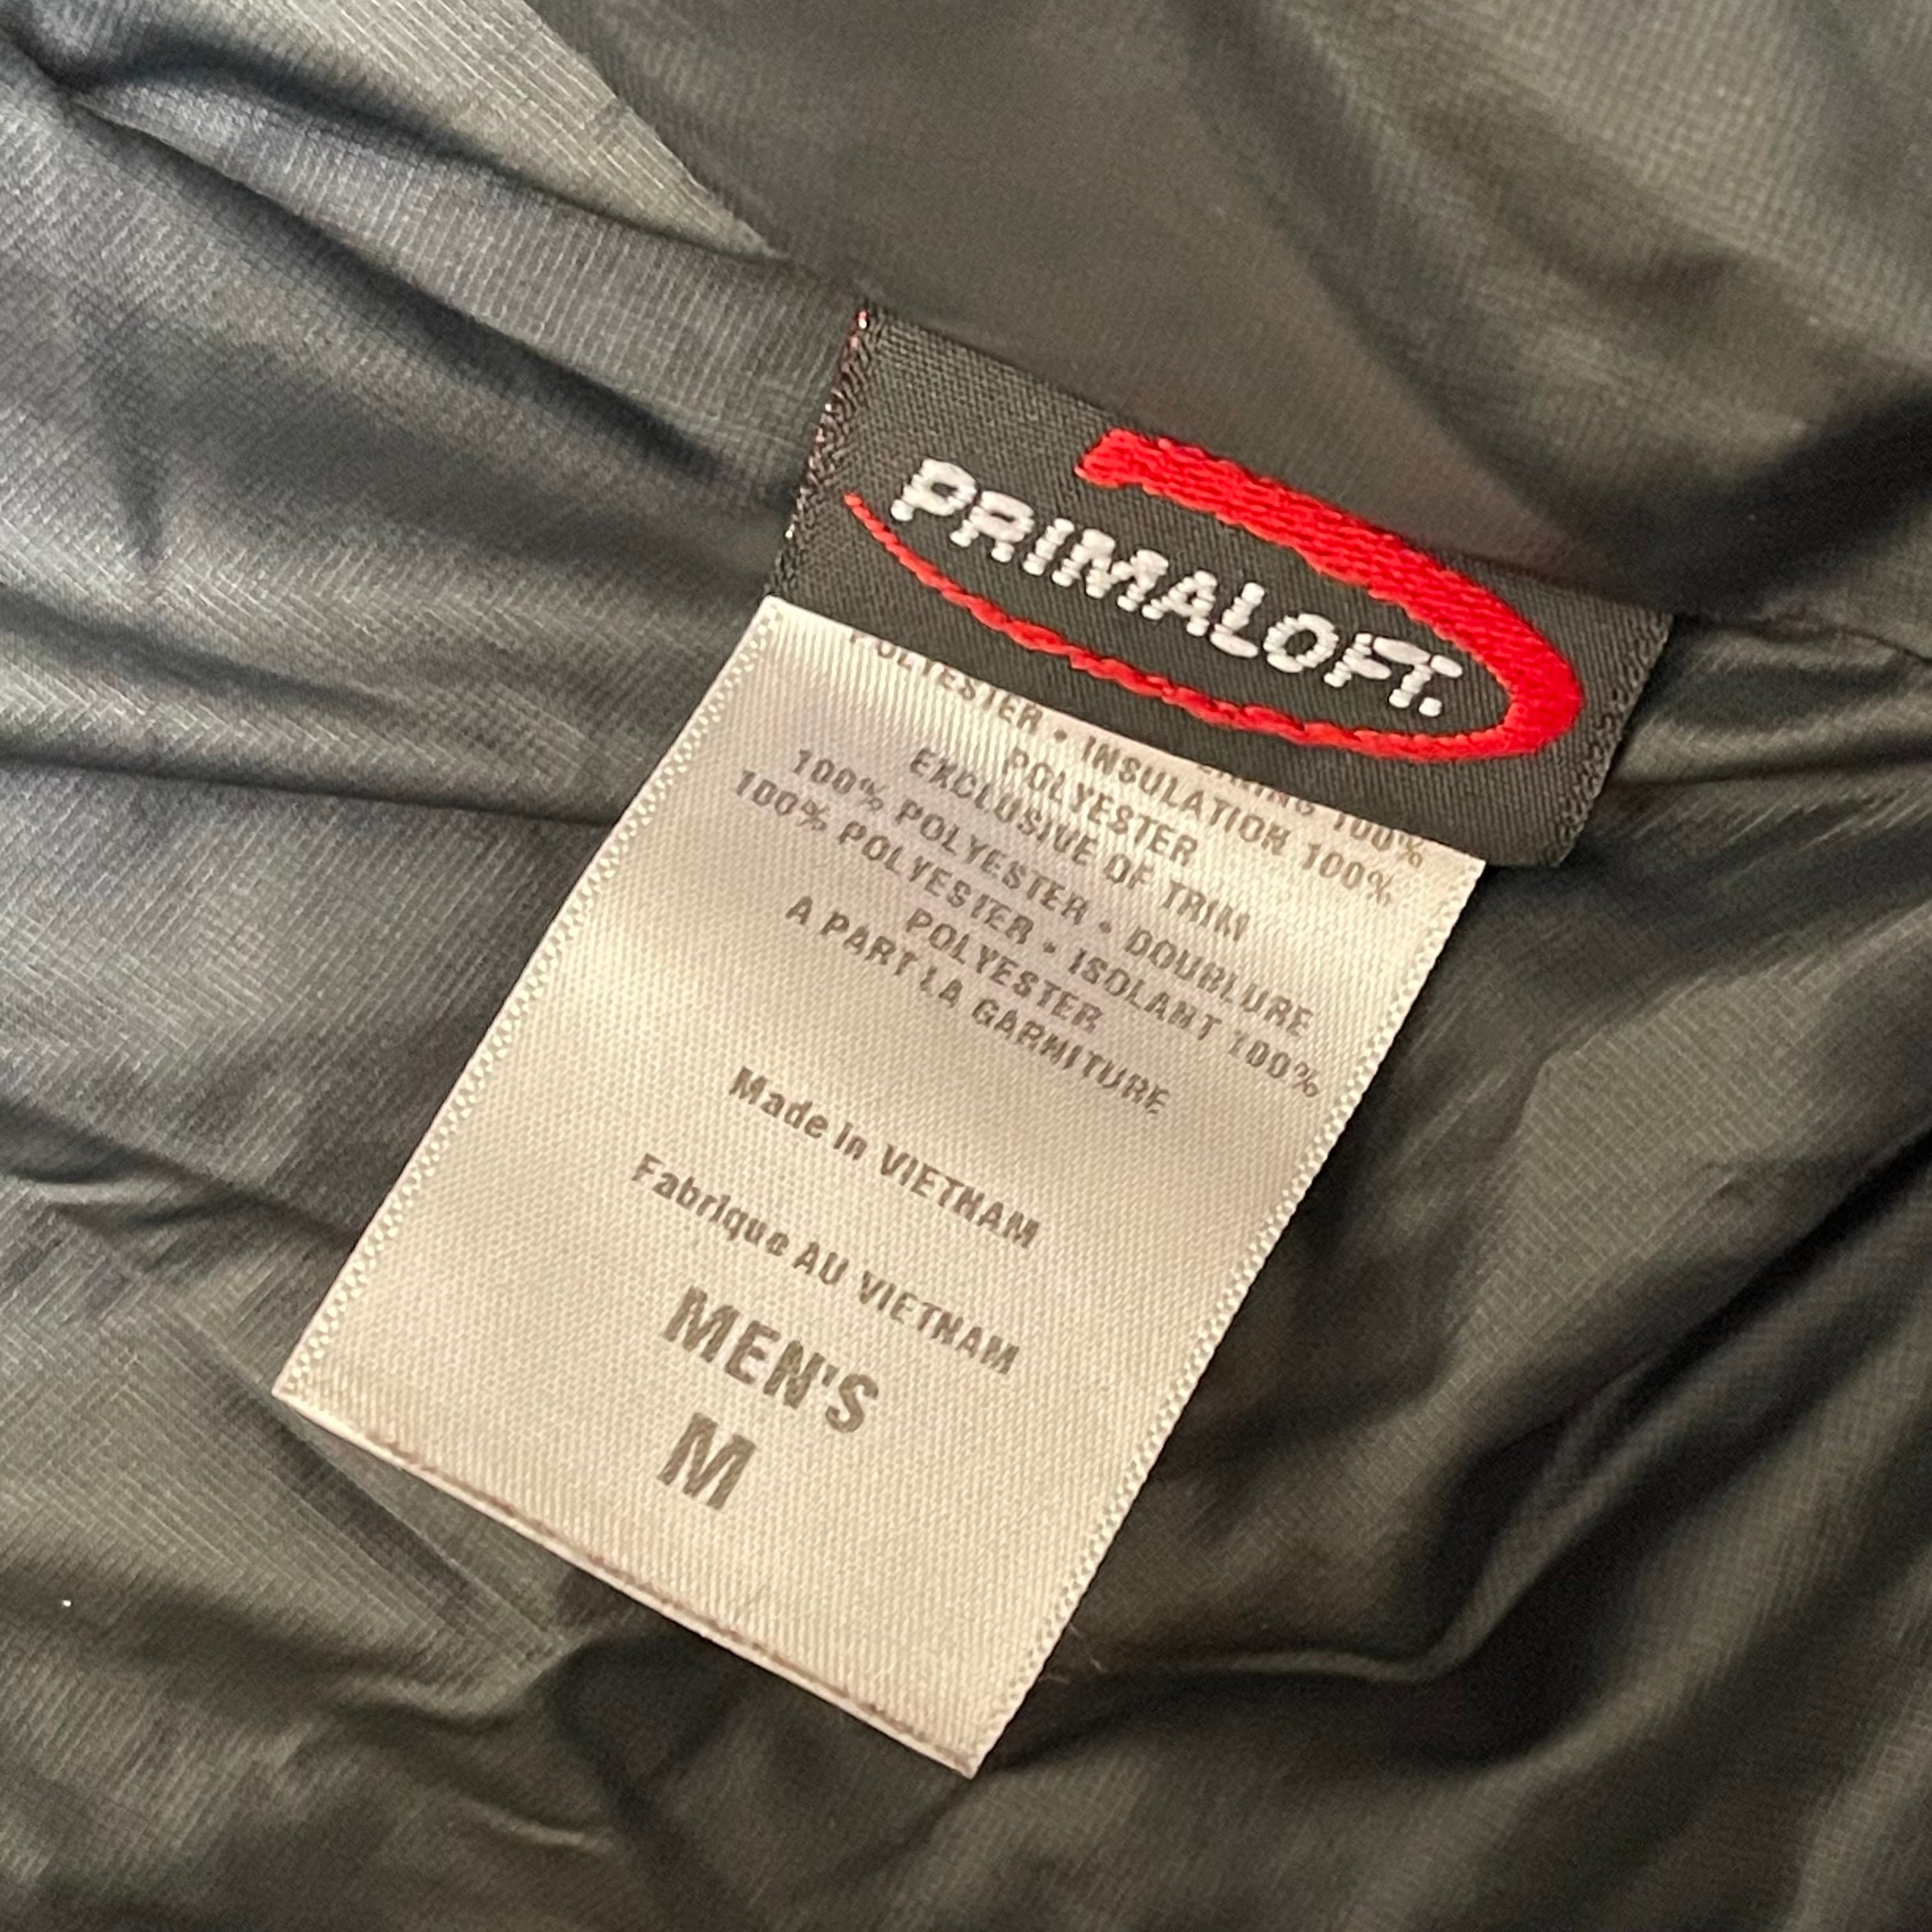 PRIMALOFT.
POLYESTER • INSULATION 100%
POLYESTER
EXCLUSIVE OF TRIM
100% POLYESTER • DOUBLURE
100% POLYESTER • ISOLANT 100%
POLYESTER
A PART LA GARNITURE
Made in VIETNAM
Fabrique AU VIETNAM
MEN'S
M